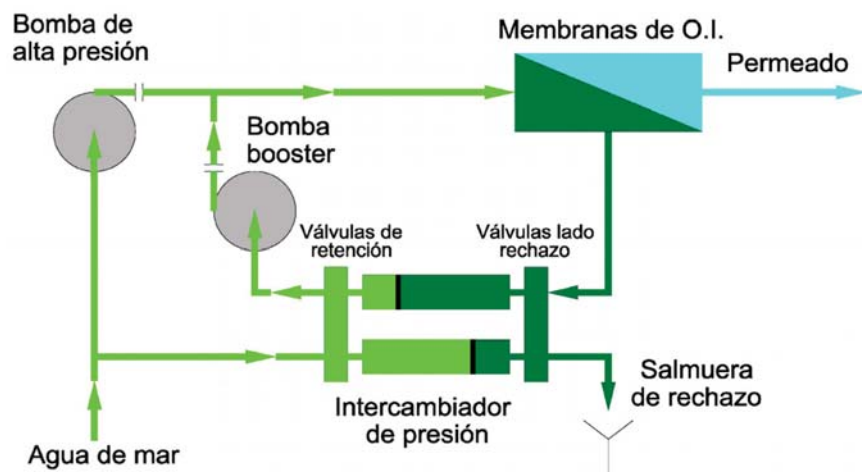 Bomba de
alta presión
Membranas de O.I.
Permeado
Bomba
booster
Válvulas de
retención
Válvulas lado
rechazo
Intercambiador
de presión
Salmuera
de rechazo
Agua de mar